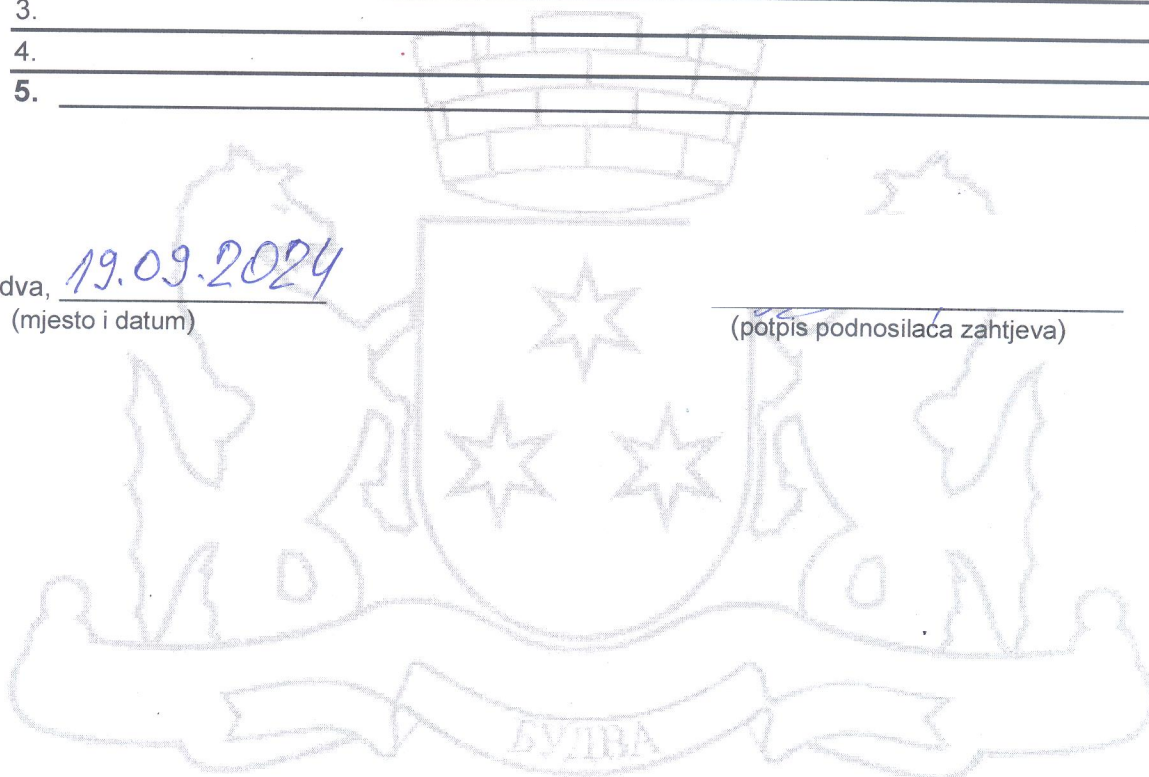 3.
4.
5.
dva, 19.09.2024
(mjesto i datum)
(potpis podnosilaca zahtjeva)
БУДВА